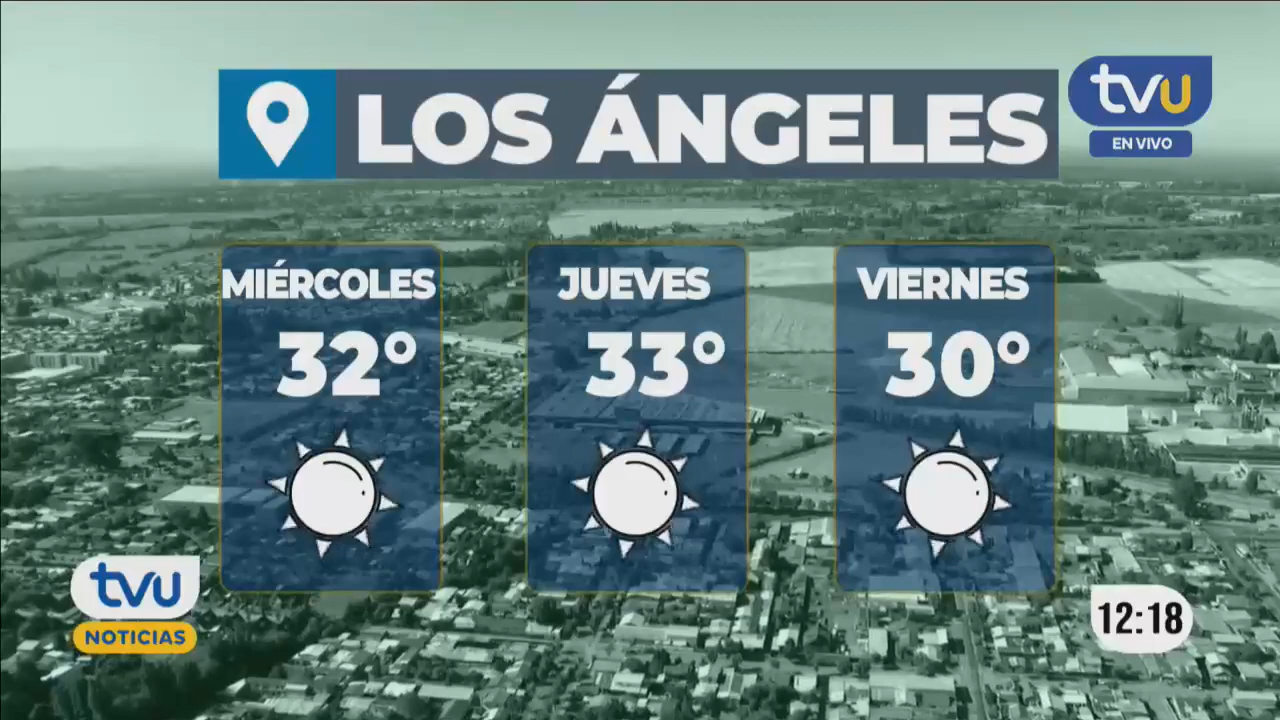 LOS ÁNGELES
tvu
EN VIVO
MIÉRCOLES
32°
JUEVES
33°
VIERNES
30°
tvu
NOTICIAS
12:18